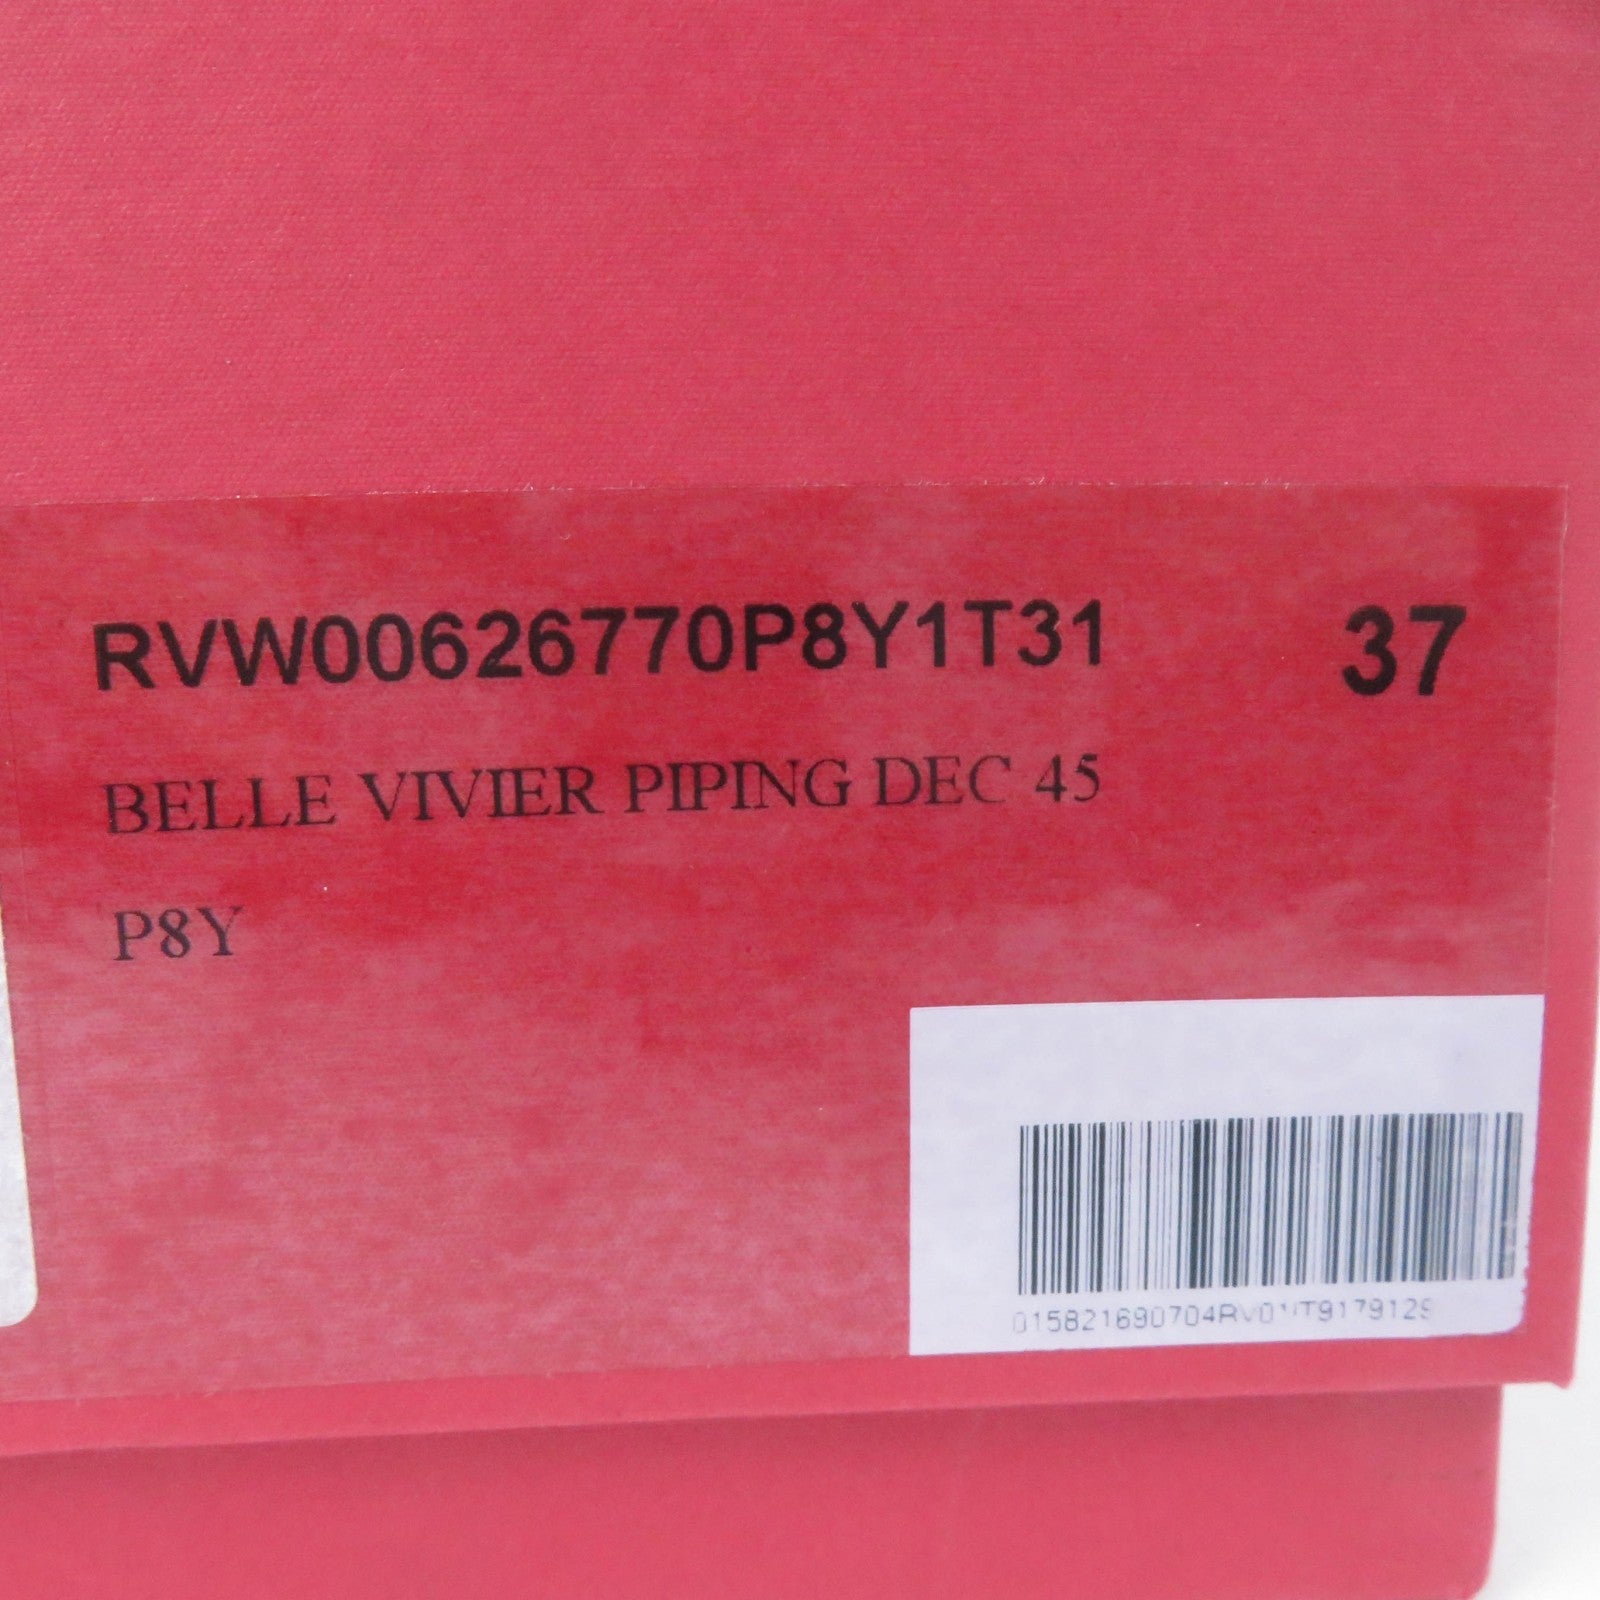 RVW00626770P8Y1T31 37
BELLE VIVIER PIPING DEC 45
P8Y